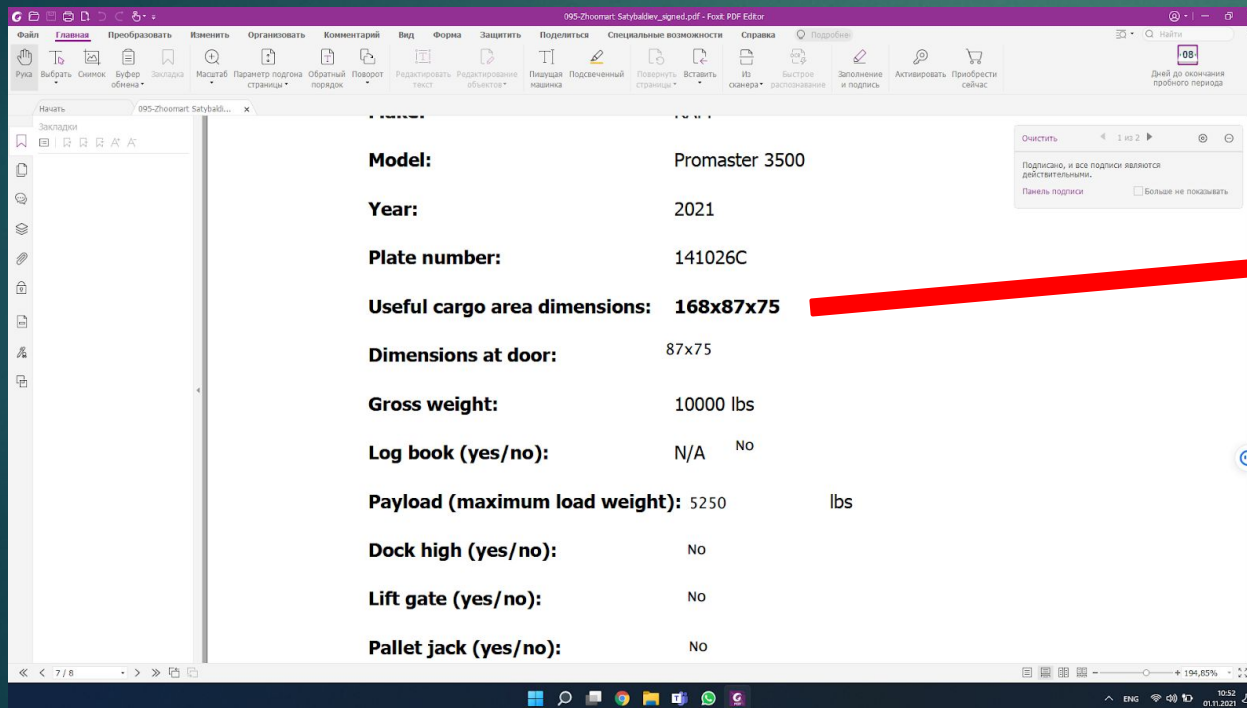 095-Zhoomart Satybaldiev_signed.pdf - Foxit PDF Editor
Файл Главная Преобразовать Изменить Организовать Комментарий Вид Форма Защитить Поделиться Специальные возможности Справка Подробне Найти
Рука Выбрать Снимок Буфер обмена Закладка Масштаб Параметр подгона страницы Обратный порядок Поворот Редактировать текст Редактирование объектов Пишущая машинка Подсвеченный Повернуть страницы Вставить Из сканера Быстрое распознавание Заполнение и подпись Активировать Приобрести сейчас
08
Дней до окончания пробного периода
Начать 095-Zhoomart Satybaldi... x
Закладки
Очистить 1 из 2
Подписано, и все подписи являются
действительными.
Панель подписи Больше не показывать
Model: Promaster 3500
Year: 2021
Plate number: 141026C
Useful cargo area dimensions: 168x87x75
Dimensions at door: 87x75
Gross weight: 10000 lbs
Log book (yes/no): N/A No
Payload (maximum load weight): 5250 lbs
Dock high (yes/no): No
Lift gate (yes/no): No
Pallet jack (yes/no): No
7 / 8 194,85%
ENG 10:52
01.11.2021